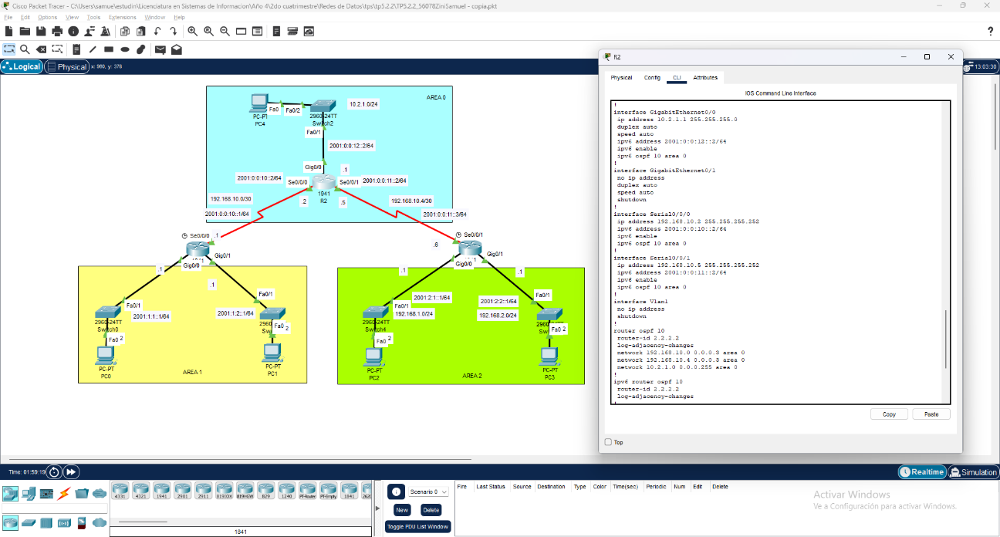 Cisco Packet Tracer - C:\Users\samue\estudin\Licenciatura en Sistemas de Informacion\Año 4\2do cuatrimestre\Redes de Datos\tps\tp5.2.2\TP5.2.2_56078ZiniSamuel - copia.pkt
File Edit Options View Tools Extensions Window Help
Logical
Physical
x: 980, y: 378
13:03:30
AREA 0
10.2.1.0/24
Fa0
Fa0/2
PC-PT
PC4
2960-24TT
Switch2
Fa0/1
2001:0:0:12::2/64
Gig0/0
.1
2001:0:0:10::2/64
Se0/0/0
Se0/0/1
2001:0:0:11::2/64
1941
R2
.2
.5
192.168.10.0/30
192.168.10.4/30
2001:0:0:10::1/64
2001:0:0:11::3/64
Se0/0/0
.1
Se0/0/1
.6
Gig0/1
Gig0/0
Gig0/1
Gig0/0
.1
.1
.1
.1
Fa0/1
2960-24TT
Switch0
2001:1:1::1/64
Fa0
2
PC-PT
PC0
AREA 1
2001:1:2::1/64
Fa0/1
2960
Sw
Fa0
2
PC-PT
PC1
2001:2:1::1/64
Fa0/1
192.168.1.0/24
2960-24TT
Switch4
Fa0
2
PC-PT
PC2
AREA 2
2001:2:2::1/64
192.168.2.0/24
Fa0/1
2960
Sw
Fa0
2
PC-PT
PC3
R2
Physical Config CLI Attributes
IOS Command Line Interface
!
interface GigabitEthernet0/0
ip address 10.2.1.1 255.255.255.0
duplex auto
speed auto
ipv6 address 2001:0:0:12::2/64
ipv6 enable
ipv6 ospf 10 area 0
!
interface GigabitEthernet0/1
no ip address
duplex auto
speed auto
shutdown
!
interface Serial0/0/0
ip address 192.168.10.2 255.255.255.252
ipv6 address 2001:0:0:10::2/64
ipv6 enable
ipv6 ospf 10 area 0
!
interface Serial0/0/1
ip address 192.168.10.5 255.255.255.252
ipv6 address 2001:0:0:11::2/64
ipv6 enable
ipv6 ospf 10 area 0
!
interface Vlan1
no ip address
shutdown
!
router ospf 10
router-id 2.2.2.2
log-adjacency-changes
network 192.168.10.0 0.0.0.3 area 0
network 192.168.10.4 0.0.0.3 area 0
network 10.2.1.0 0.0.0.255 area 0
!
ipv6 router ospf 10
router-id 2.2.2.2
log-adjacency-changes
Copy
Paste
Top
Time: 01:59:19
Realtime
Simulation
4331 4321 1941 2901 2911 819IOX 819HGW 829 1240 PT-Router PT-Empty 1841
1841
Scenario 0
New
Delete
Toggle PDU List Window
Fire Last Status Source Destination Type Color Time(sec) Periodic Num Edit Delete
Activar Windows
Ve a Configuración para activar Windows.